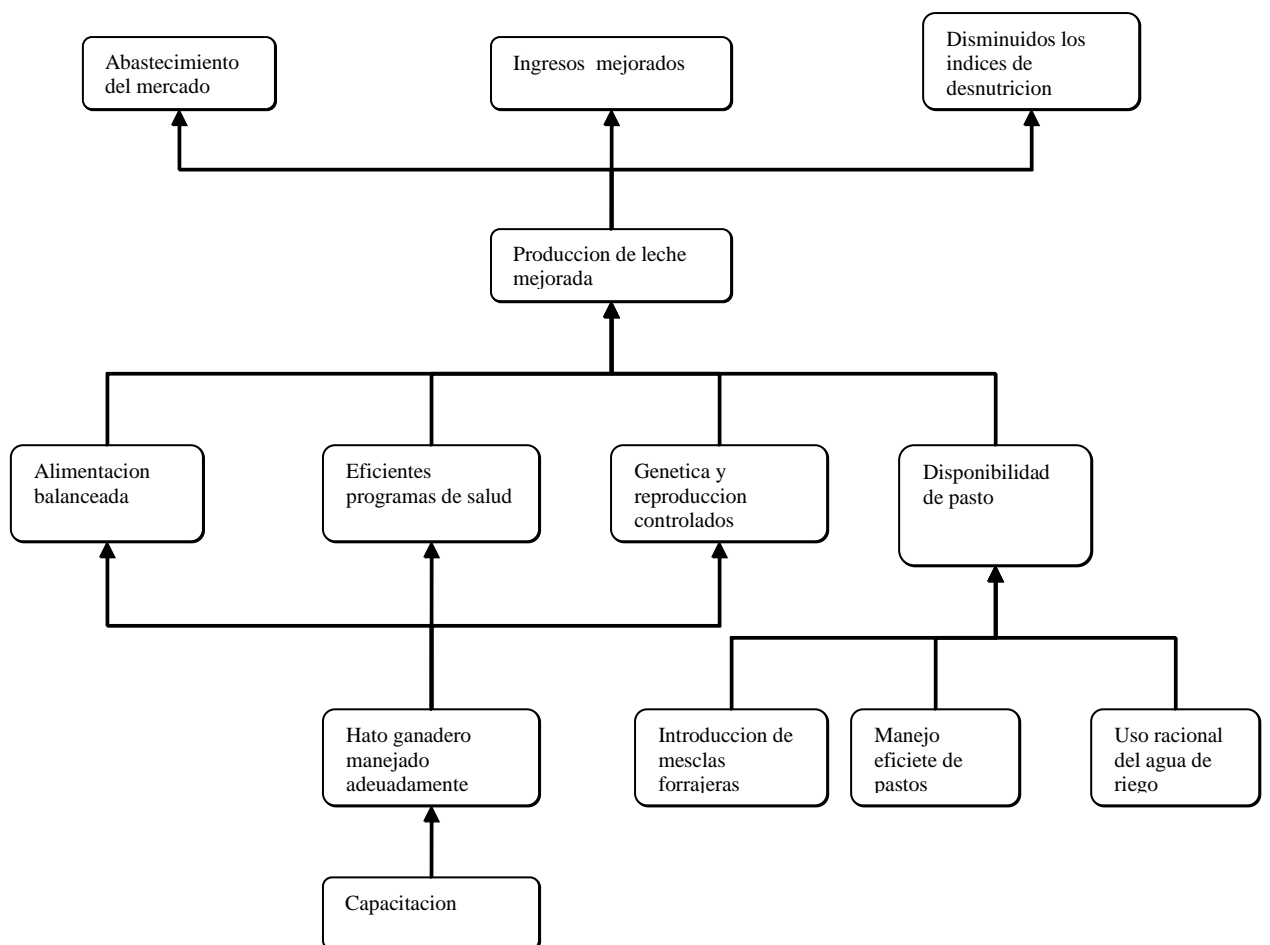 Abastecimiento
del mercado
Ingresos  mejorados
Disminuidos los
indices de
desnutricion
Produccion de leche
mejorada
Alimentacion
balanceada
Eficientes
programas de salud
Genetica y
reproduccion
controlados
Disponibilidad
de pasto
Hato ganadero
manejado
adeuadamente
Introduccion de
mesclas
forrajeras
Manejo
eficiete de
pastos
Uso racional
del agua de
riego
Capacitacion